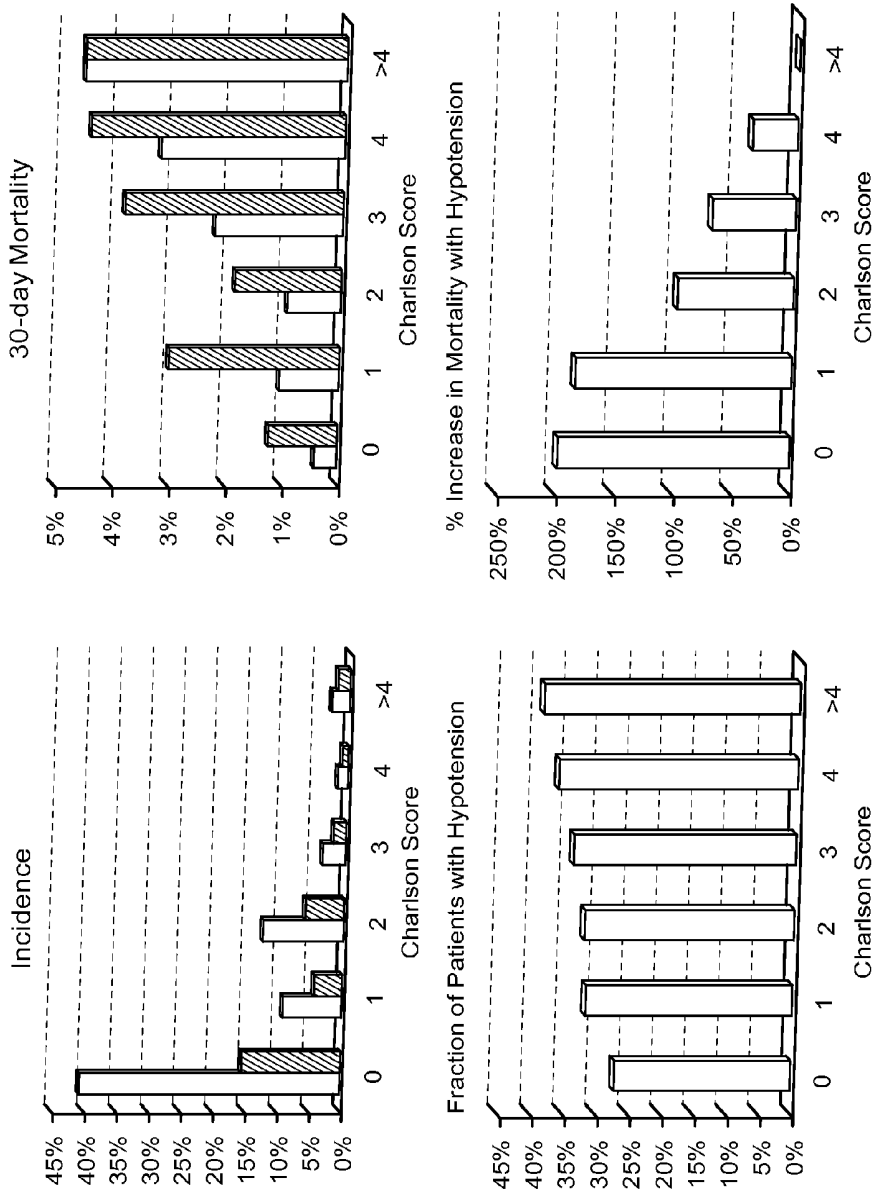 Incidence
45%
40%
35%
30%
25%
20%
15%
10%
5%
0%
0 1 2 3 4 >4
Charlson Score
30-day Mortality
5%
4%
3%
2%
1%
0%
0 1 2 3 4 >4
Charlson Score
Fraction of Patients with Hypotension
45%
40%
35%
30%
25%
20%
15%
10%
5%
0%
0 1 2 3 4 >4
Charlson Score
% Increase in Mortality with Hypotension
250%
200%
150%
100%
50%
0%
0 1 2 3 4 >4
Charlson Score